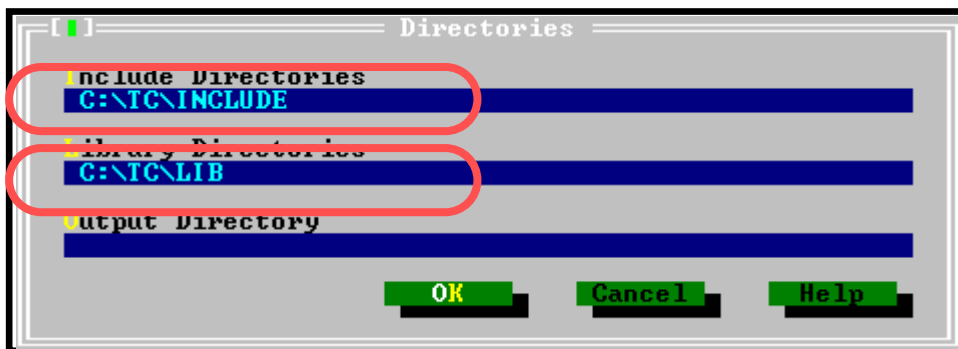 [ ] Directories
Include Directories
C:\TC\INCLUDE
Library Directories
C:\TC\LIB
Output Directory
OK Cancel Help